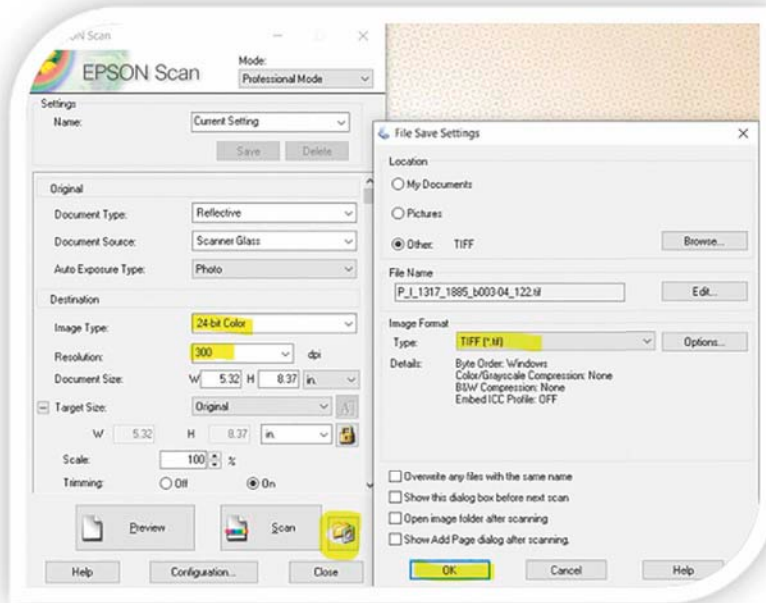 EPSON Scan
EPSON Scan
Mode:
Professional Mode
Settings
Name:
Current Setting
Save
Delete
Original
Document Type:
Reflective
Document Source:
Scanner Glass
Auto Exposure Type:
Photo
Destination
Image Type:
24-bit Color
Resolution:
300
dpi
Document Size:
W 5.32 H 8.37 in.
Target Size:
Original
W 5.32 H 8.37 in.
Scale:
100 %
Trimming:
Off
On
Preview
Scan
Help
Configuration...
Close
File Save Settings
Location
My Documents
Pictures
Other: TIFF
Browse...
File Name
P_I_1317_1885_b003-04_122.tif
Edit...
Image Format
Type:
TIFF (*.tif)
Options...
Details:
Byte Order: Windows
Color/Grayscale Compression: None
B&W Compression: None
Embed ICC Profile: OFF
Overwrite any files with the same name
Show this dialog box before next scan
Open image folder after scanning
Show Add Page dialog after scanning.
OK
Cancel
Help